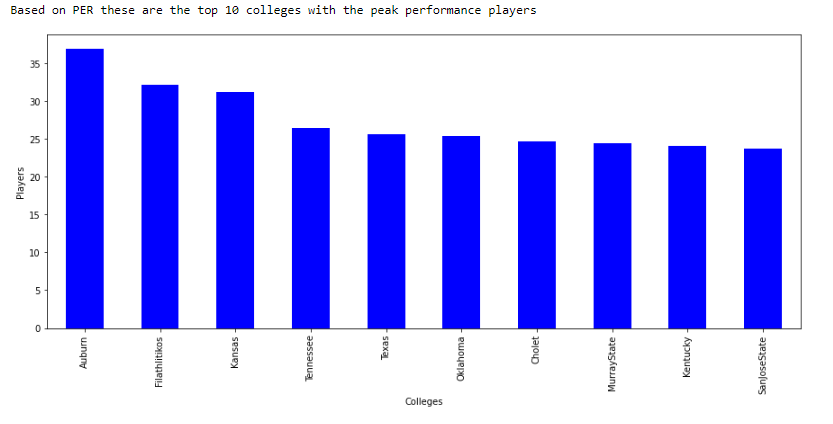 Based on PER these are the top 10 colleges with the peak performance players
35
30
25
20
15
10
5
0
Players
Auburn
Filathlitikos
Kansas
Tennessee
Texas
Oklahoma
Cholet
MurrayState
Kentucky
SanJoseState
Colleges